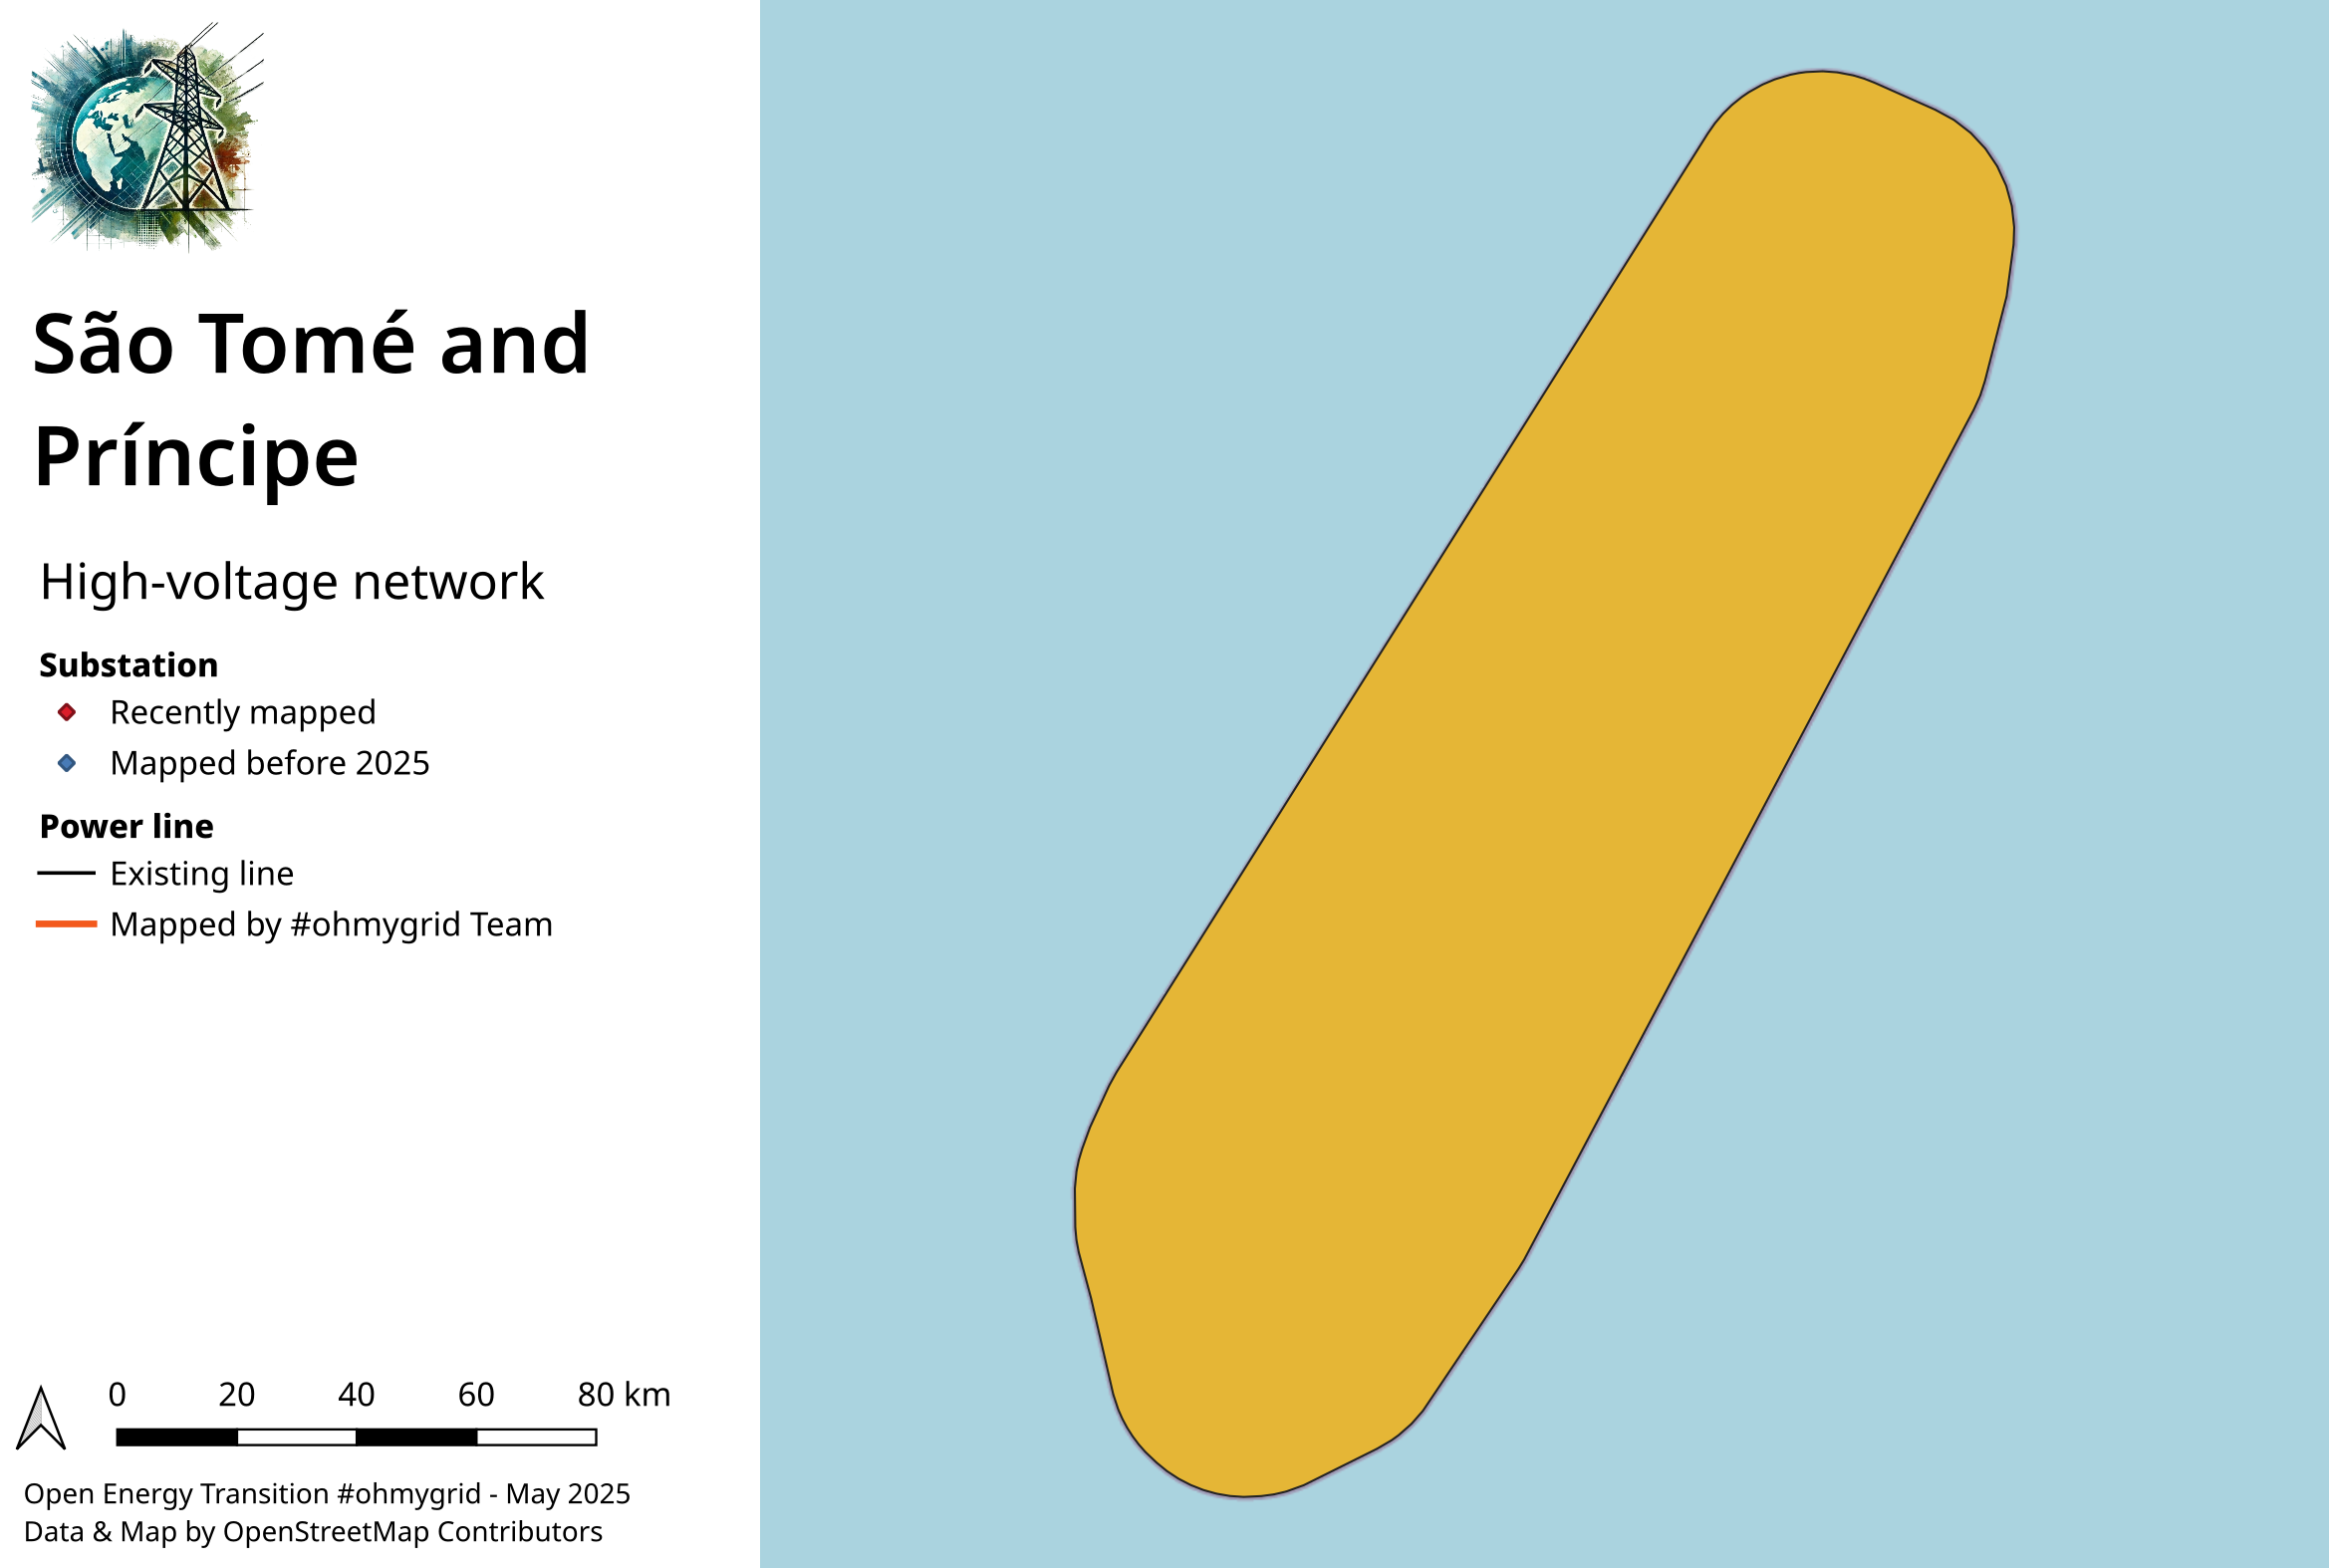 São Tomé and
Príncipe
High-voltage network
Substation
Recently mapped
Mapped before 2025
Power line
Existing line
Mapped by #ohmygrid Team
0 20 40 60 80 km
Open Energy Transition #ohmygrid - May 2025
Data & Map by OpenStreetMap Contributors